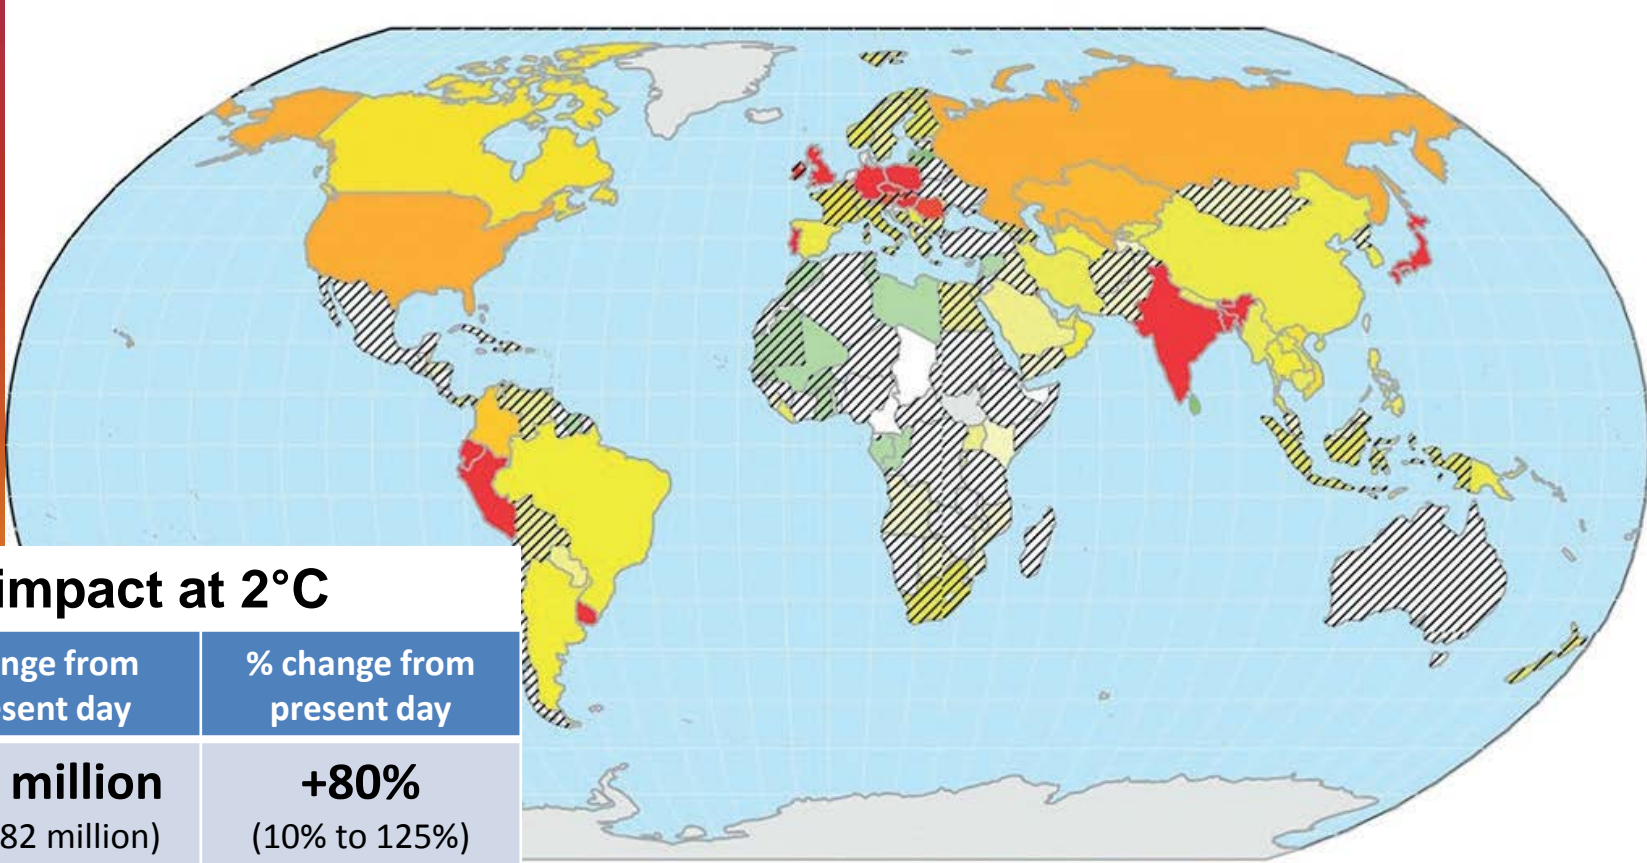 impact at 2°C
nge from
sent day
% change from
present day
million
82 million)
+80%
(10% to 125%)